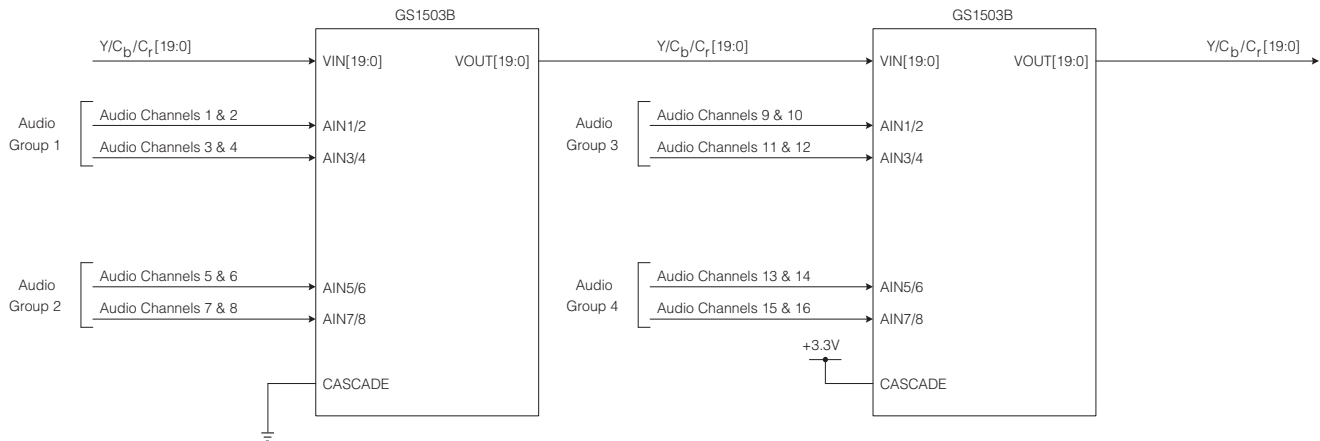 GS1503B
GS1503B
Y/Cb/Cr[19:0]
VIN[19:0]
VOUT[19:0]
Y/Cb/Cr[19:0]
VIN[19:0]
VOUT[19:0]
Y/Cb/Cr[19:0]
Audio
Group 1
Audio Channels 1 & 2
AIN1/2
Audio Channels 3 & 4
AIN3/4
Audio
Group 3
Audio Channels 9 & 10
AIN1/2
Audio Channels 11 & 12
AIN3/4
Audio
Group 2
Audio Channels 5 & 6
AIN5/6
Audio Channels 7 & 8
AIN7/8
Audio
Group 4
Audio Channels 13 & 14
AIN5/6
Audio Channels 15 & 16
AIN7/8
+3.3V
CASCADE
CASCADE